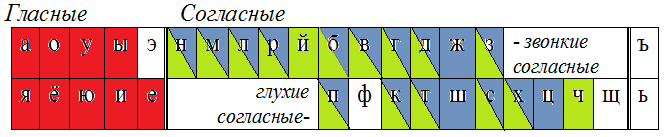 Гласные Согласные
а о у ы э н м л р й б в г д ж з - звонкие согласные ъ
я ё ю и е глухие согласные- п ф к т ш с х ц ч щ ь